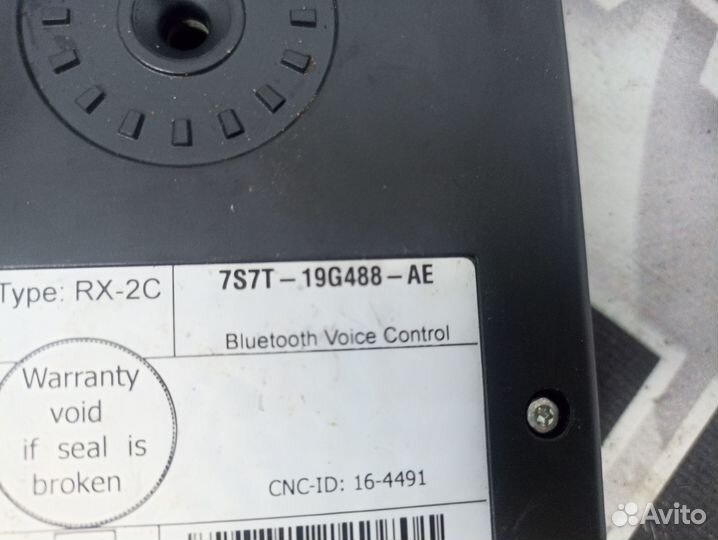 Type: RX-2C
7S7T-19G488-AE
Bluetooth Voice Control
Warranty
void
if seal is
broken
CNC-ID: 16-4491
Avito